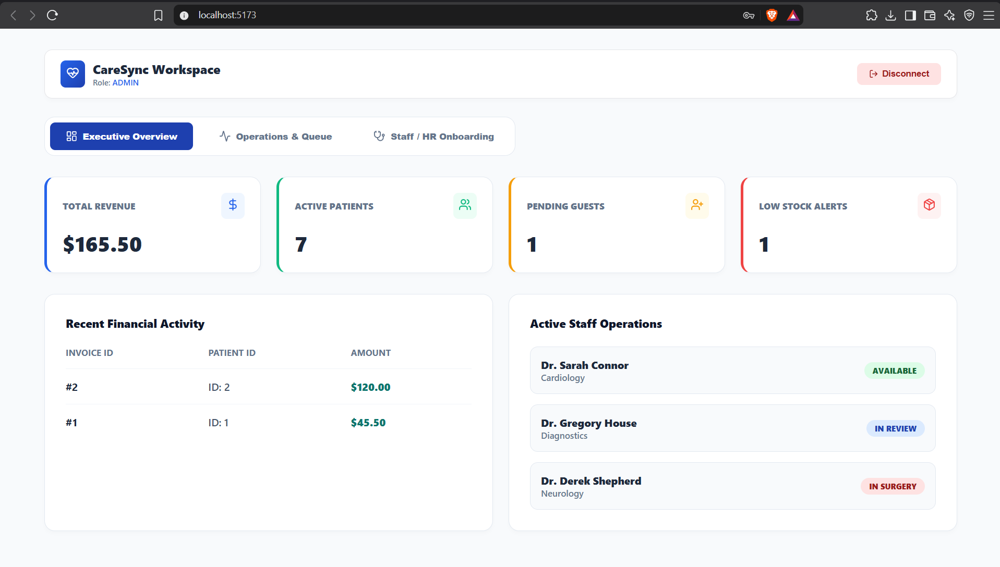 localhost:5173
CareSync Workspace
Role: ADMIN
Disconnect
Executive Overview
Operations & Queue
Staff / HR Onboarding
TOTAL REVENUE
$165.50
ACTIVE PATIENTS
7
PENDING GUESTS
1
LOW STOCK ALERTS
1
Recent Financial Activity
INVOICE ID PATIENT ID AMOUNT
#2 ID: 2 $120.00
#1 ID: 1 $45.50
Active Staff Operations
Dr. Sarah Connor
Cardiology
AVAILABLE
Dr. Gregory House
Diagnostics
IN REVIEW
Dr. Derek Shepherd
Neurology
IN SURGERY